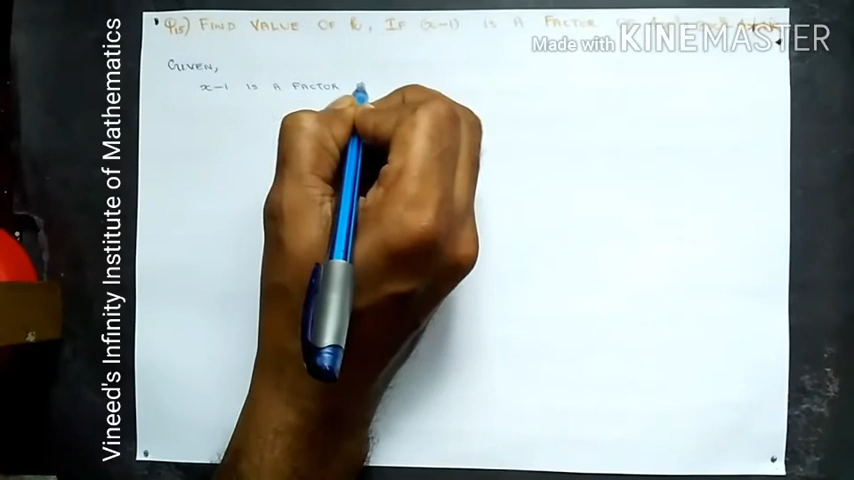 Q15) FIND VALUE OF k, IF (x-1) IS A FACTOR
Made with KINEMASTER
GIVEN,
x-1 IS A FACTOR
Vineed's Infinity Institute of Mathematics